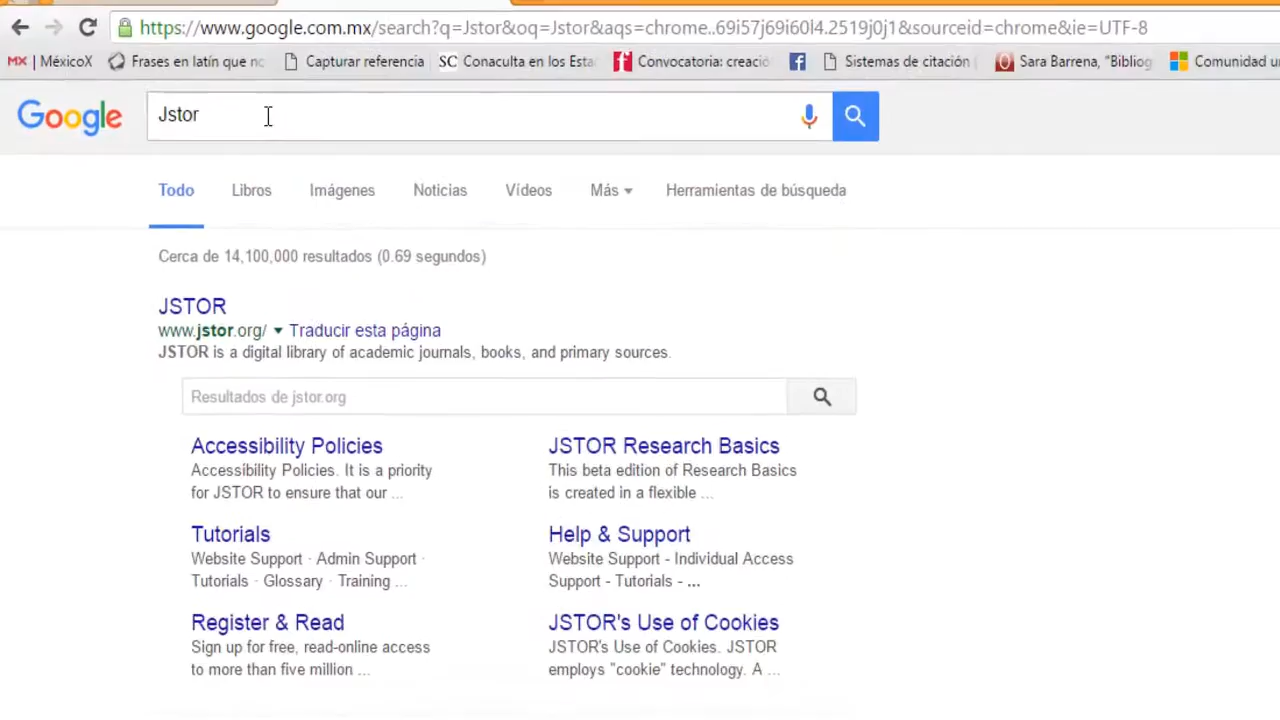 https://www.google.com.mx/search?q=Jstor&oq=Jstor&aqs=chrome..69i57j69i60l4.2519j0j1&sourceid=chrome&ie=UTF-8
MX | MéxicoX Frases en latín que no Capturar referencia SC Conaculta en los Esta Convocatoria: creació Sistemas de citación Sara Barrena, "Bibliog Comunidad un
Google Jstor
Todo Libros Imágenes Noticias Vídeos Más Herramientas de búsqueda
Cerca de 14,100,000 resultados (0.69 segundos)
JSTOR
www.jstor.org/ Traducir esta página
JSTOR is a digital library of academic journals, books, and primary sources.
Resultados de jstor.org
Accessibility Policies
Accessibility Policies. It is a priority
for JSTOR to ensure that our ...
JSTOR Research Basics
This beta edition of Research Basics
is created in a flexible ...
Tutorials
Website Support · Admin Support ·
Tutorials · Glossary · Training ...
Help & Support
Website Support - Individual Access
Support - Tutorials - ...
Register & Read
Sign up for free, read-online access
to more than five million ...
JSTOR's Use of Cookies
JSTOR's Use of Cookies. JSTOR
employs "cookie" technology. A ...